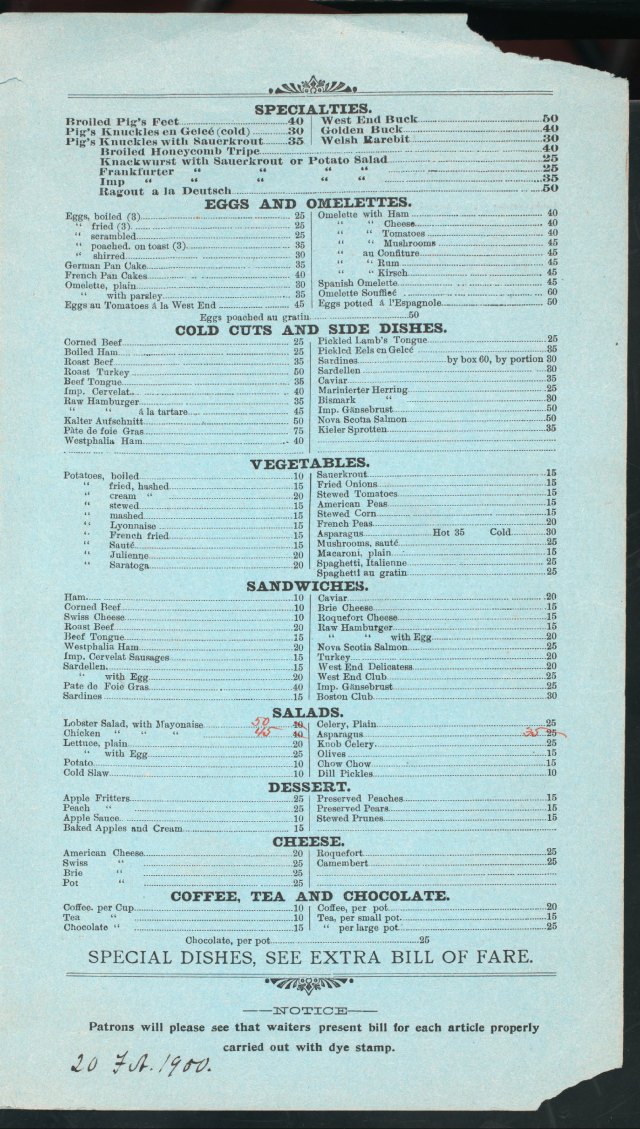 SPECIALTIES.
Broiled Pig's Feet 40
Pig's Knuckles en Geleé (cold) 30
Pig's Knuckles with Sauerkrout 35
West End Buck 50
Golden Buck 40
Welsh Rarebit 30
Broiled Honeycomb Tripe 40
Knackwurst with Sauerkrout or Potato Salad 25
Frankfurter " " " " 25
Imp " " " " 35
Ragout a la Deutsch 50
EGGS AND OMELETTES.
Eggs, boiled (3) 25
" fried (3) 25
" scrambled 25
" poached. on toast (3) 35
" shirred 30
German Pan Cake 35
French Pan Cakes 40
Omelette, plain 30
" with parsley 35
Eggs au Tomatoes á la West End 45
Omelette with Ham 40
" " Cheese 40
" " Tomatoes 40
" " Mushrooms 45
" au Confiture 45
" " Rum 45
" " Kirsch 45
Spanish Omelette 45
Omelette Souffleé 60
Eggs potted á l'Espagnole 50
Eggs poached au gratin 50
COLD CUTS AND SIDE DISHES.
Corned Beef 25
Boiled Ham 25
Roast Beef 35
Roast Turkey 50
Beef Tongue 35
Imp. Cervelat 40
Raw Hamburger 35
" " á la tartare 45
Kalter Aufschnitt 50
Pâte de foie Gras 75
Westphalia Ham 40
Pickled Lamb's Tongue 25
Pickled Eels en Geleé 35
Sardines by box 60, by portion 30
Sardellen 30
Caviar 35
Marinierter Herring 25
Bismark " 30
Imp. Gänsebrust 50
Nova Scotia Salmon 50
Kieler Sprotten 35
VEGETABLES.
Potatoes, boiled 10
" fried, hashed 15
" cream " 20
" stewed 15
" mashed 15
" Lyonnaise 15
" French fried 15
" Sauté 15
" Julienne 20
" Saratoga 20
Sauerkrout 15
Fried Onions 15
Stewed Tomatoes 15
American Peas 15
Stewed Corn 15
French Peas 20
Asparagus Hot 35 Cold 30
Mushrooms, sauté 25
Macaroni, plain 15
Spaghetti, Italienne 25
Spaghetti au gratin 25
SANDWICHES.
Ham 10
Corned Beef 10
Swiss Cheese 10
Roast Beef 20
Beef Tongue 15
Westphalia Ham 20
Imp. Cervelat Sausages 15
Sardellen 15
" with Egg 20
Pate de Foie Gras 40
Sardines 15
Caviar 20
Brie Cheese 15
Roquefort Cheese 15
Raw Hamburger 15
" " with Egg 20
Nova Scotia Salmon 25
Turkey 20
West End Delicatess 20
West End Club 25
Imp. Gänsebrust 25
Boston Club 30
SALADS.
Lobster Salad, with Mayonaise 50 40
Chicken " " " 45 40
Lettuce, plain 20
" with Egg 25
Potato 10
Cold Slaw 10
Celery, Plain 25
Asparagus 35 25
Knob Celery 25
Olives 15
Chow Chow 15
Dill Pickles 10
DESSERT.
Apple Fritters 25
Peach " 25
Apple Sauce 10
Baked Apples and Cream 15
Preserved Peaches 15
Preserved Pears 15
Stewed Prunes 15
CHEESE.
American Cheese 20
Swiss " 25
Brie " 25
Pot " 25
Roquefort 25
Camembert 25
COFFEE, TEA AND CHOCOLATE.
Coffee. per Cup 10
Tea " 10
Chocolate " 15
Coffee, per pot 20
Tea, per small pot 15
" per large pot 25
Chocolate, per pot 25
SPECIAL DISHES, SEE EXTRA BILL OF FARE.
NOTICE
Patrons will please see that waiters present bill for each article properly
carried out with dye stamp.
20 1900.